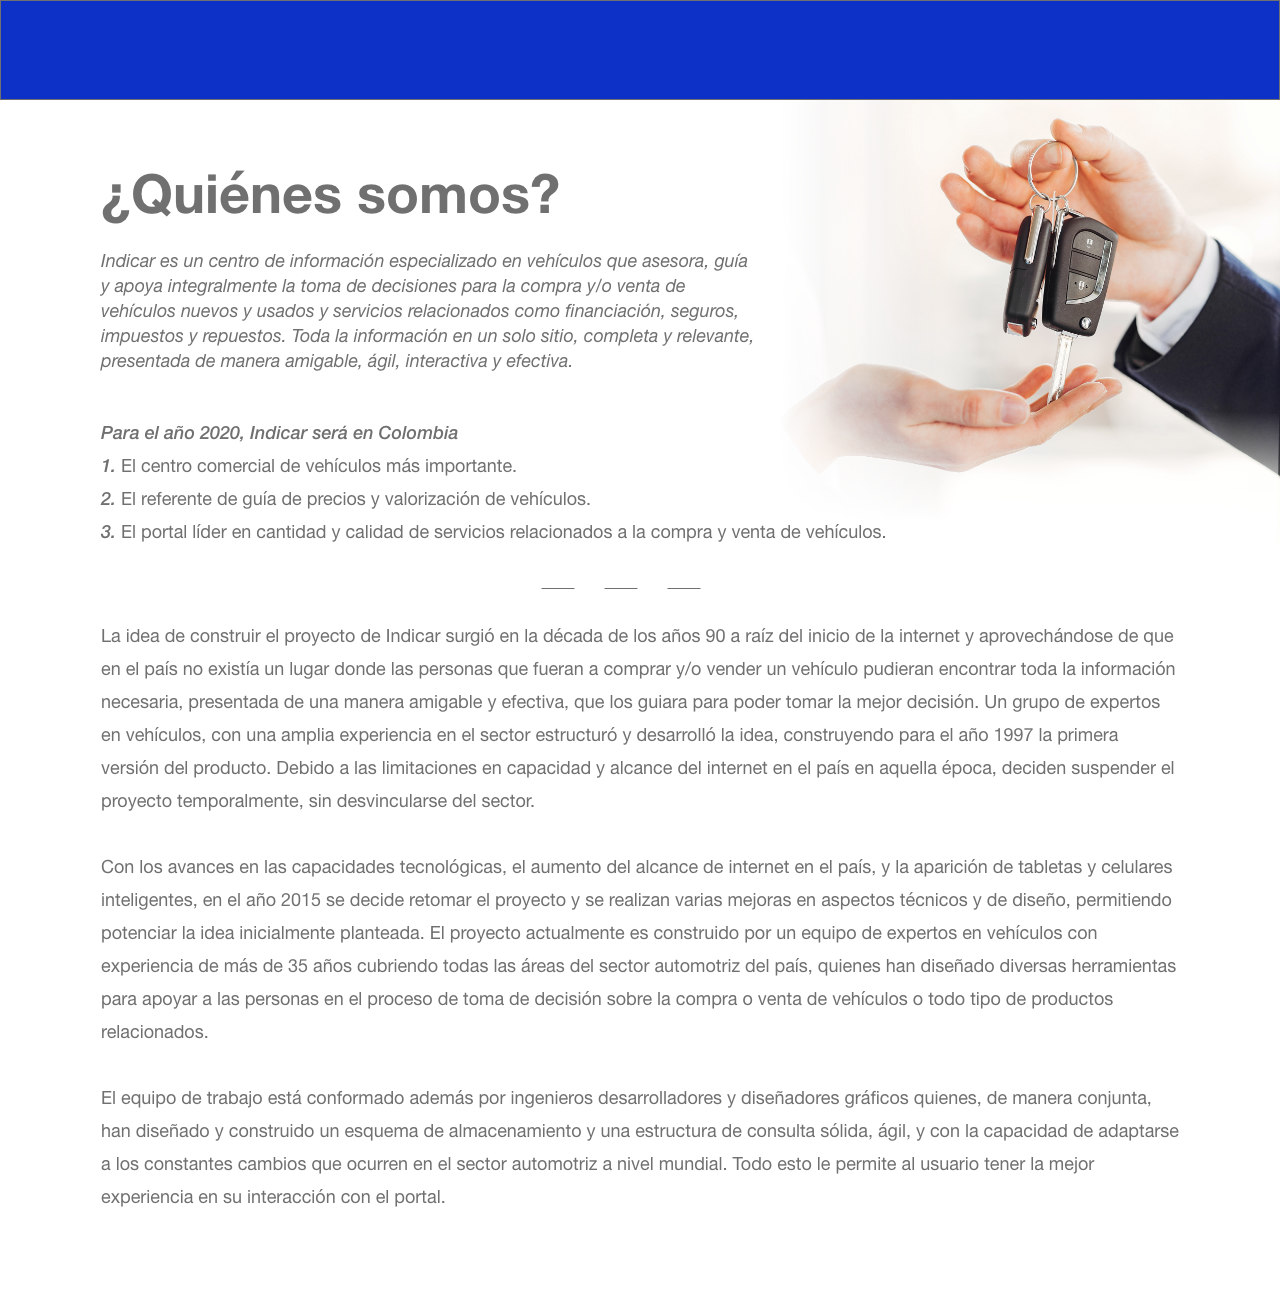 ¿Quiénes somos?
Indicar es un centro de información especializado en vehículos que asesora, guía
y apoya integralmente la toma de decisiones para la compra y/o venta de
vehículos nuevos y usados y servicios relacionados como financiación, seguros,
impuestos y repuestos. Toda la información en un solo sitio, completa y relevante,
presentada de manera amigable, ágil, interactiva y efectiva.
Para el año 2020, Indicar será en Colombia
1. El centro comercial de vehículos más importante.
2. El referente de guía de precios y valorización de vehículos.
3. El portal líder en cantidad y calidad de servicios relacionados a la compra y venta de vehículos.
La idea de construir el proyecto de Indicar surgió en la década de los años 90 a raíz del inicio de la internet y aprovechándose de que
en el país no existía un lugar donde las personas que fueran a comprar y/o vender un vehículo pudieran encontrar toda la información
necesaria, presentada de una manera amigable y efectiva, que los guiara para poder tomar la mejor decisión. Un grupo de expertos
en vehículos, con una amplia experiencia en el sector estructuró y desarrolló la idea, construyendo para el año 1997 la primera
versión del producto. Debido a las limitaciones en capacidad y alcance del internet en el país en aquella época, deciden suspender el
proyecto temporalmente, sin desvincularse del sector.
Con los avances en las capacidades tecnológicas, el aumento del alcance de internet en el país, y la aparición de tabletas y celulares
inteligentes, en el año 2015 se decide retomar el proyecto y se realizan varias mejoras en aspectos técnicos y de diseño, permitiendo
potenciar la idea inicialmente planteada. El proyecto actualmente es construido por un equipo de expertos en vehículos con
experiencia de más de 35 años cubriendo todas las áreas del sector automotriz del país, quienes han diseñado diversas herramientas
para apoyar a las personas en el proceso de toma de decisión sobre la compra o venta de vehículos o todo tipo de productos
relacionados.
El equipo de trabajo está conformado además por ingenieros desarrolladores y diseñadores gráficos quienes, de manera conjunta,
han diseñado y construido un esquema de almacenamiento y una estructura de consulta sólida, ágil, y con la capacidad de adaptarse
a los constantes cambios que ocurren en el sector automotriz a nivel mundial. Todo esto le permite al usuario tener la mejor
experiencia en su interacción con el portal.